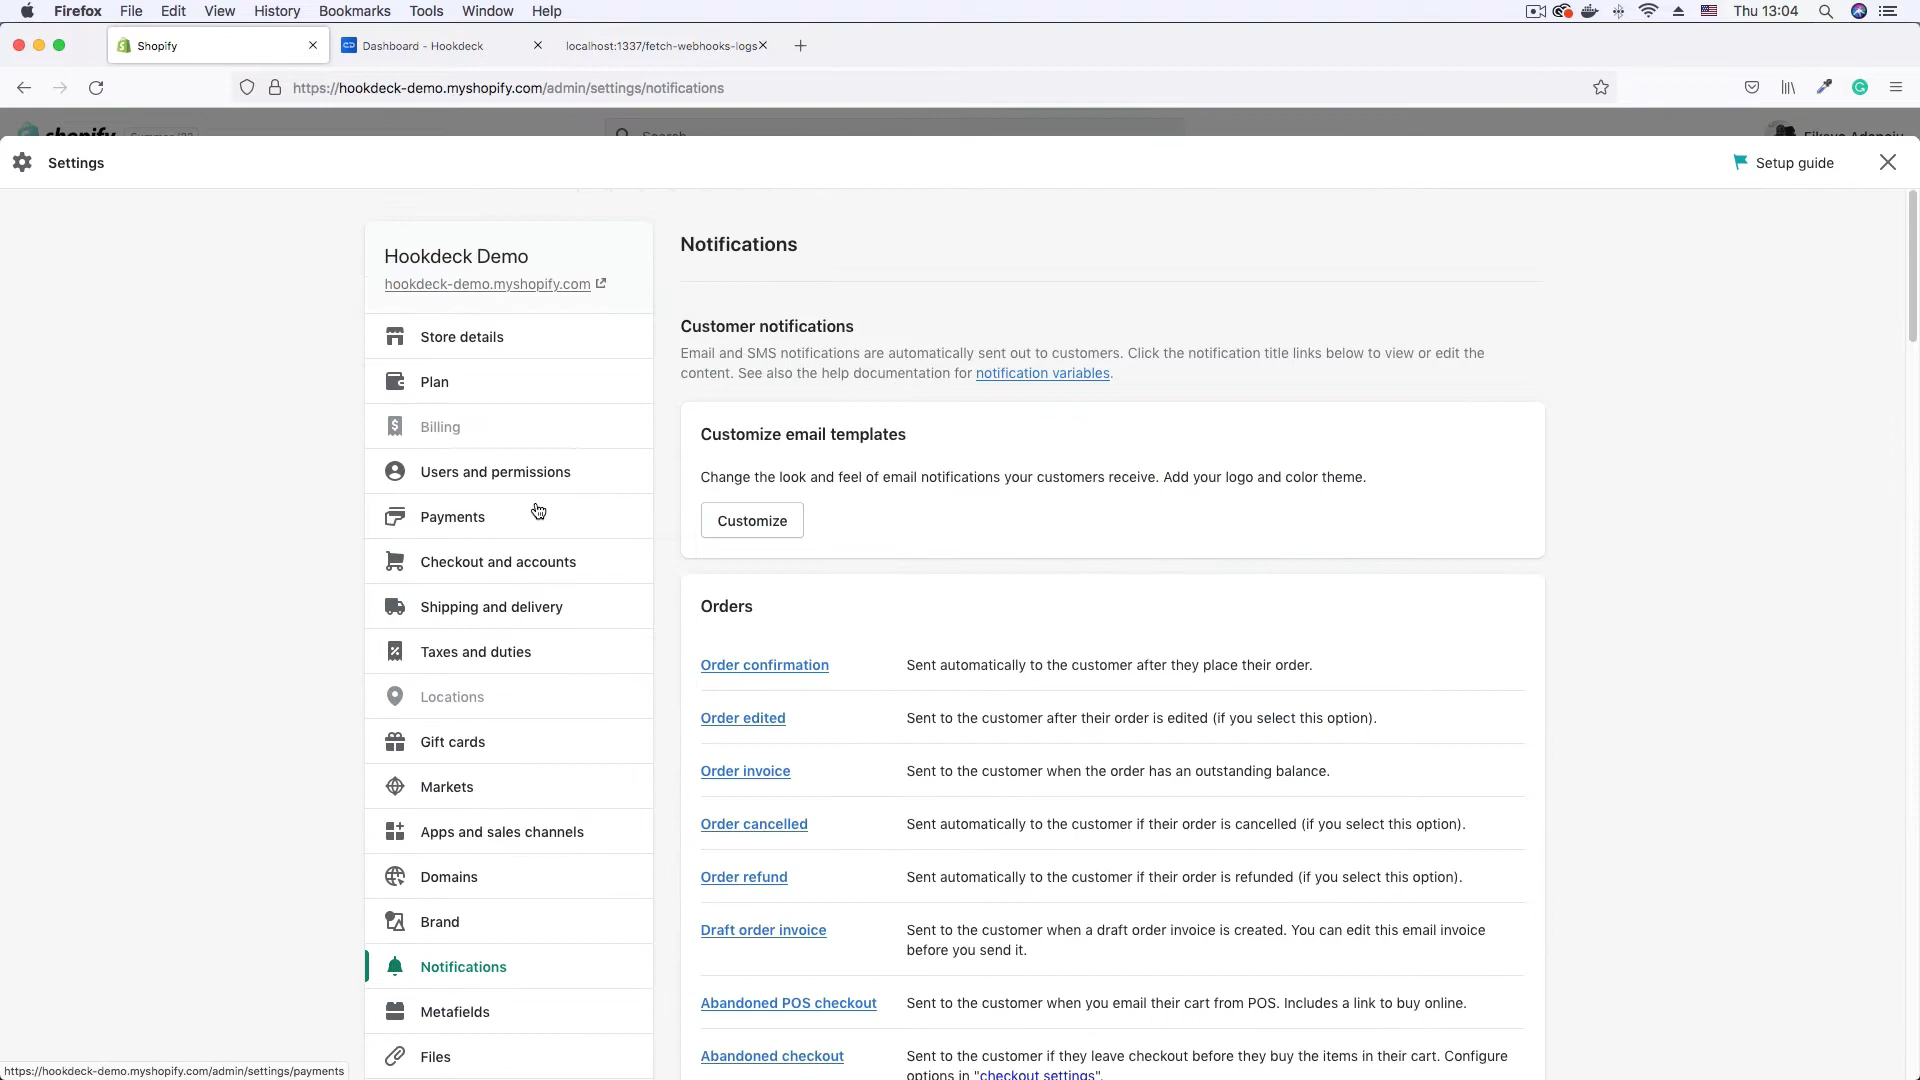 Firefox File Edit View History Bookmarks Tools Window Help
Thu 13:04
Shopify
Dashboard - Hookdeck
localhost:1337/fetch-webhooks-logs
https://hookdeck-demo.myshopify.com/admin/settings/notifications
shopify
Search
Settings
Setup guide
Hookdeck Demo
hookdeck-demo.myshopify.com
Store details
Plan
Billing
Users and permissions
Payments
Checkout and accounts
Shipping and delivery
Taxes and duties
Locations
Gift cards
Markets
Apps and sales channels
Domains
Brand
Notifications
Metafields
Files
Notifications
Customer notifications
Email and SMS notifications are automatically sent out to customers. Click the notification title links below to view or edit the
content. See also the help documentation for notification variables.
Customize email templates
Change the look and feel of email notifications your customers receive. Add your logo and color theme.
Customize
Orders
Order confirmation Sent automatically to the customer after they place their order.
Order edited Sent to the customer after their order is edited (if you select this option).
Order invoice Sent to the customer when the order has an outstanding balance.
Order cancelled Sent automatically to the customer if their order is cancelled (if you select this option).
Order refund Sent automatically to the customer if their order is refunded (if you select this option).
Draft order invoice Sent to the customer when a draft order invoice is created. You can edit this email invoice
before you send it.
Abandoned POS checkout Sent to the customer when you email their cart from POS. Includes a link to buy online.
Abandoned checkout Sent to the customer if they leave checkout before they buy the items in their cart. Configure
options in "checkout settings".
https://hookdeck-demo.myshopify.com/admin/settings/payments